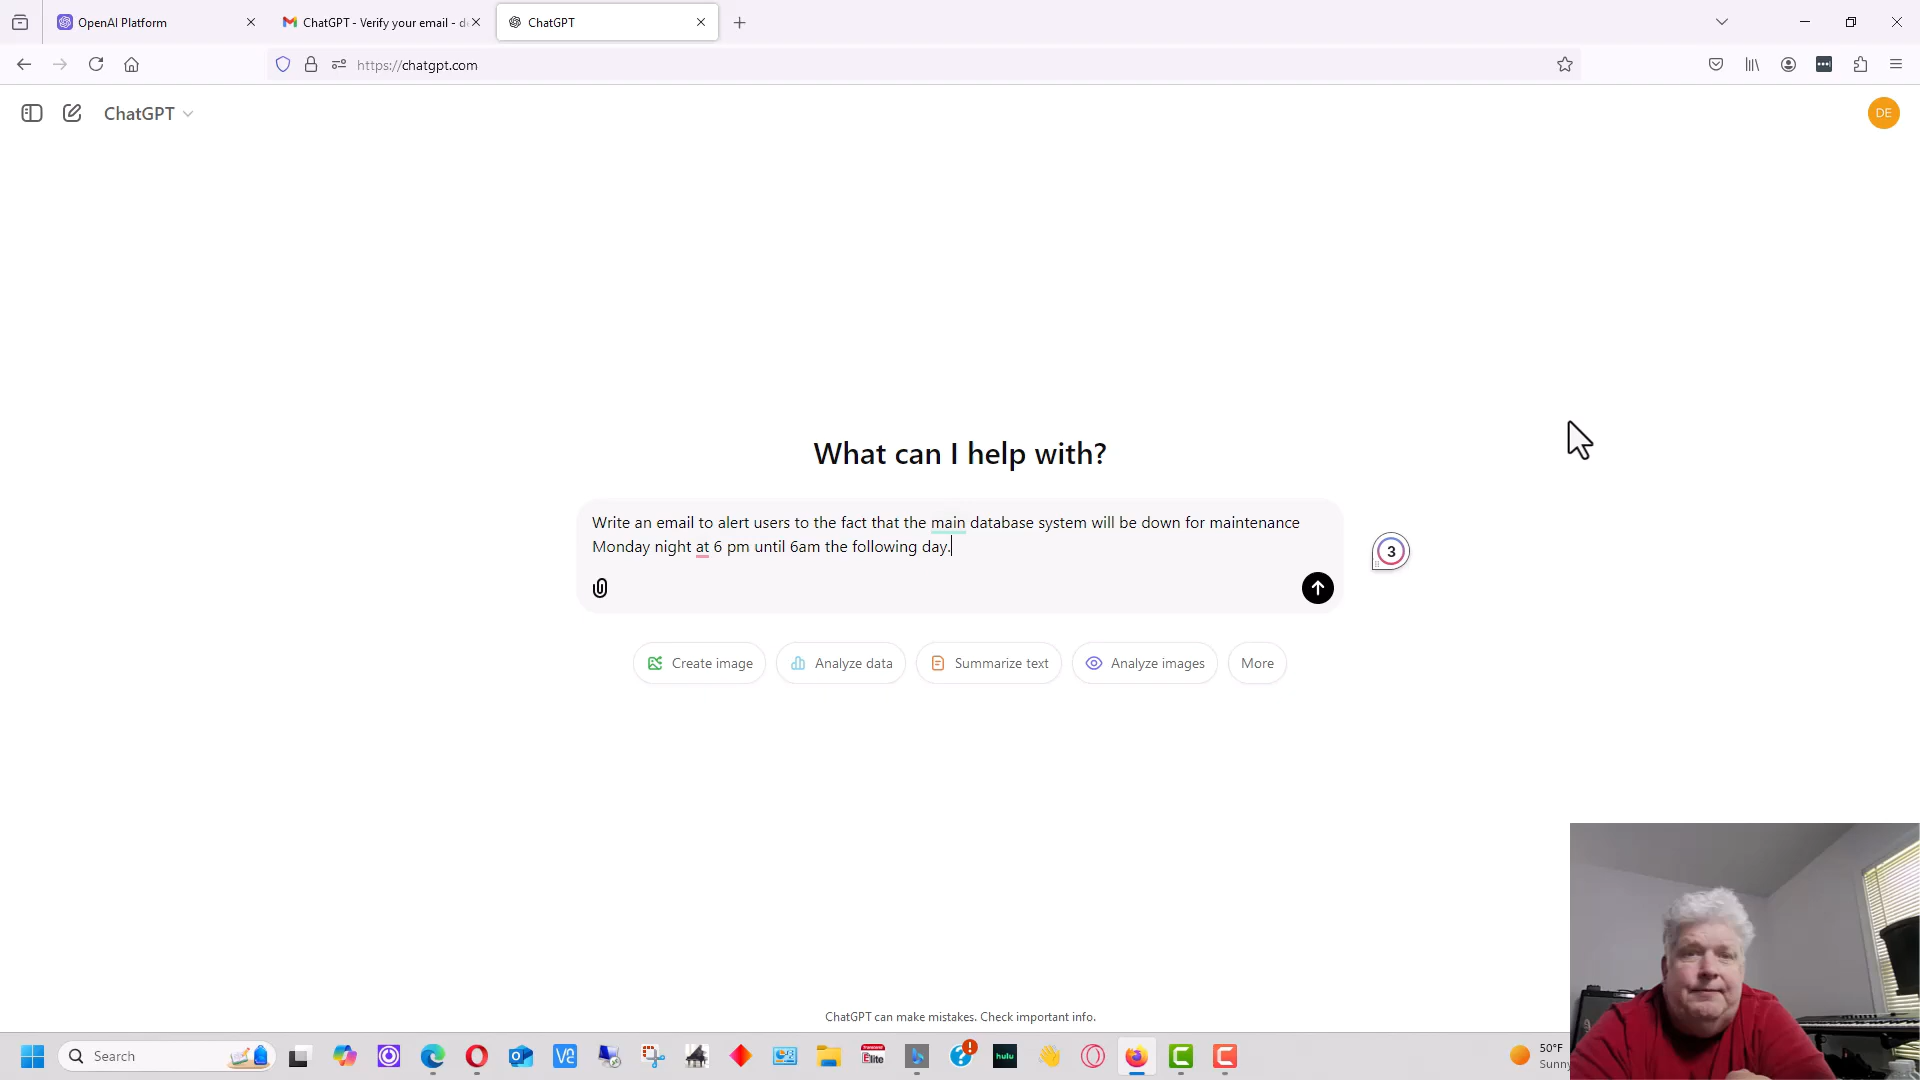 OpenAI Platform
ChatGPT - Verify your email - d
ChatGPT
https://chatgpt.com
ChatGPT
DE
What can I help with?
Write an email to alert users to the fact that the main database system will be down for maintenance
Monday night at 6 pm until 6am the following day.
3
Create image
Analyze data
Summarize text
Analyze images
More
ChatGPT can make mistakes. Check important info.
Search
Elite
hulu
50°F
Sunny